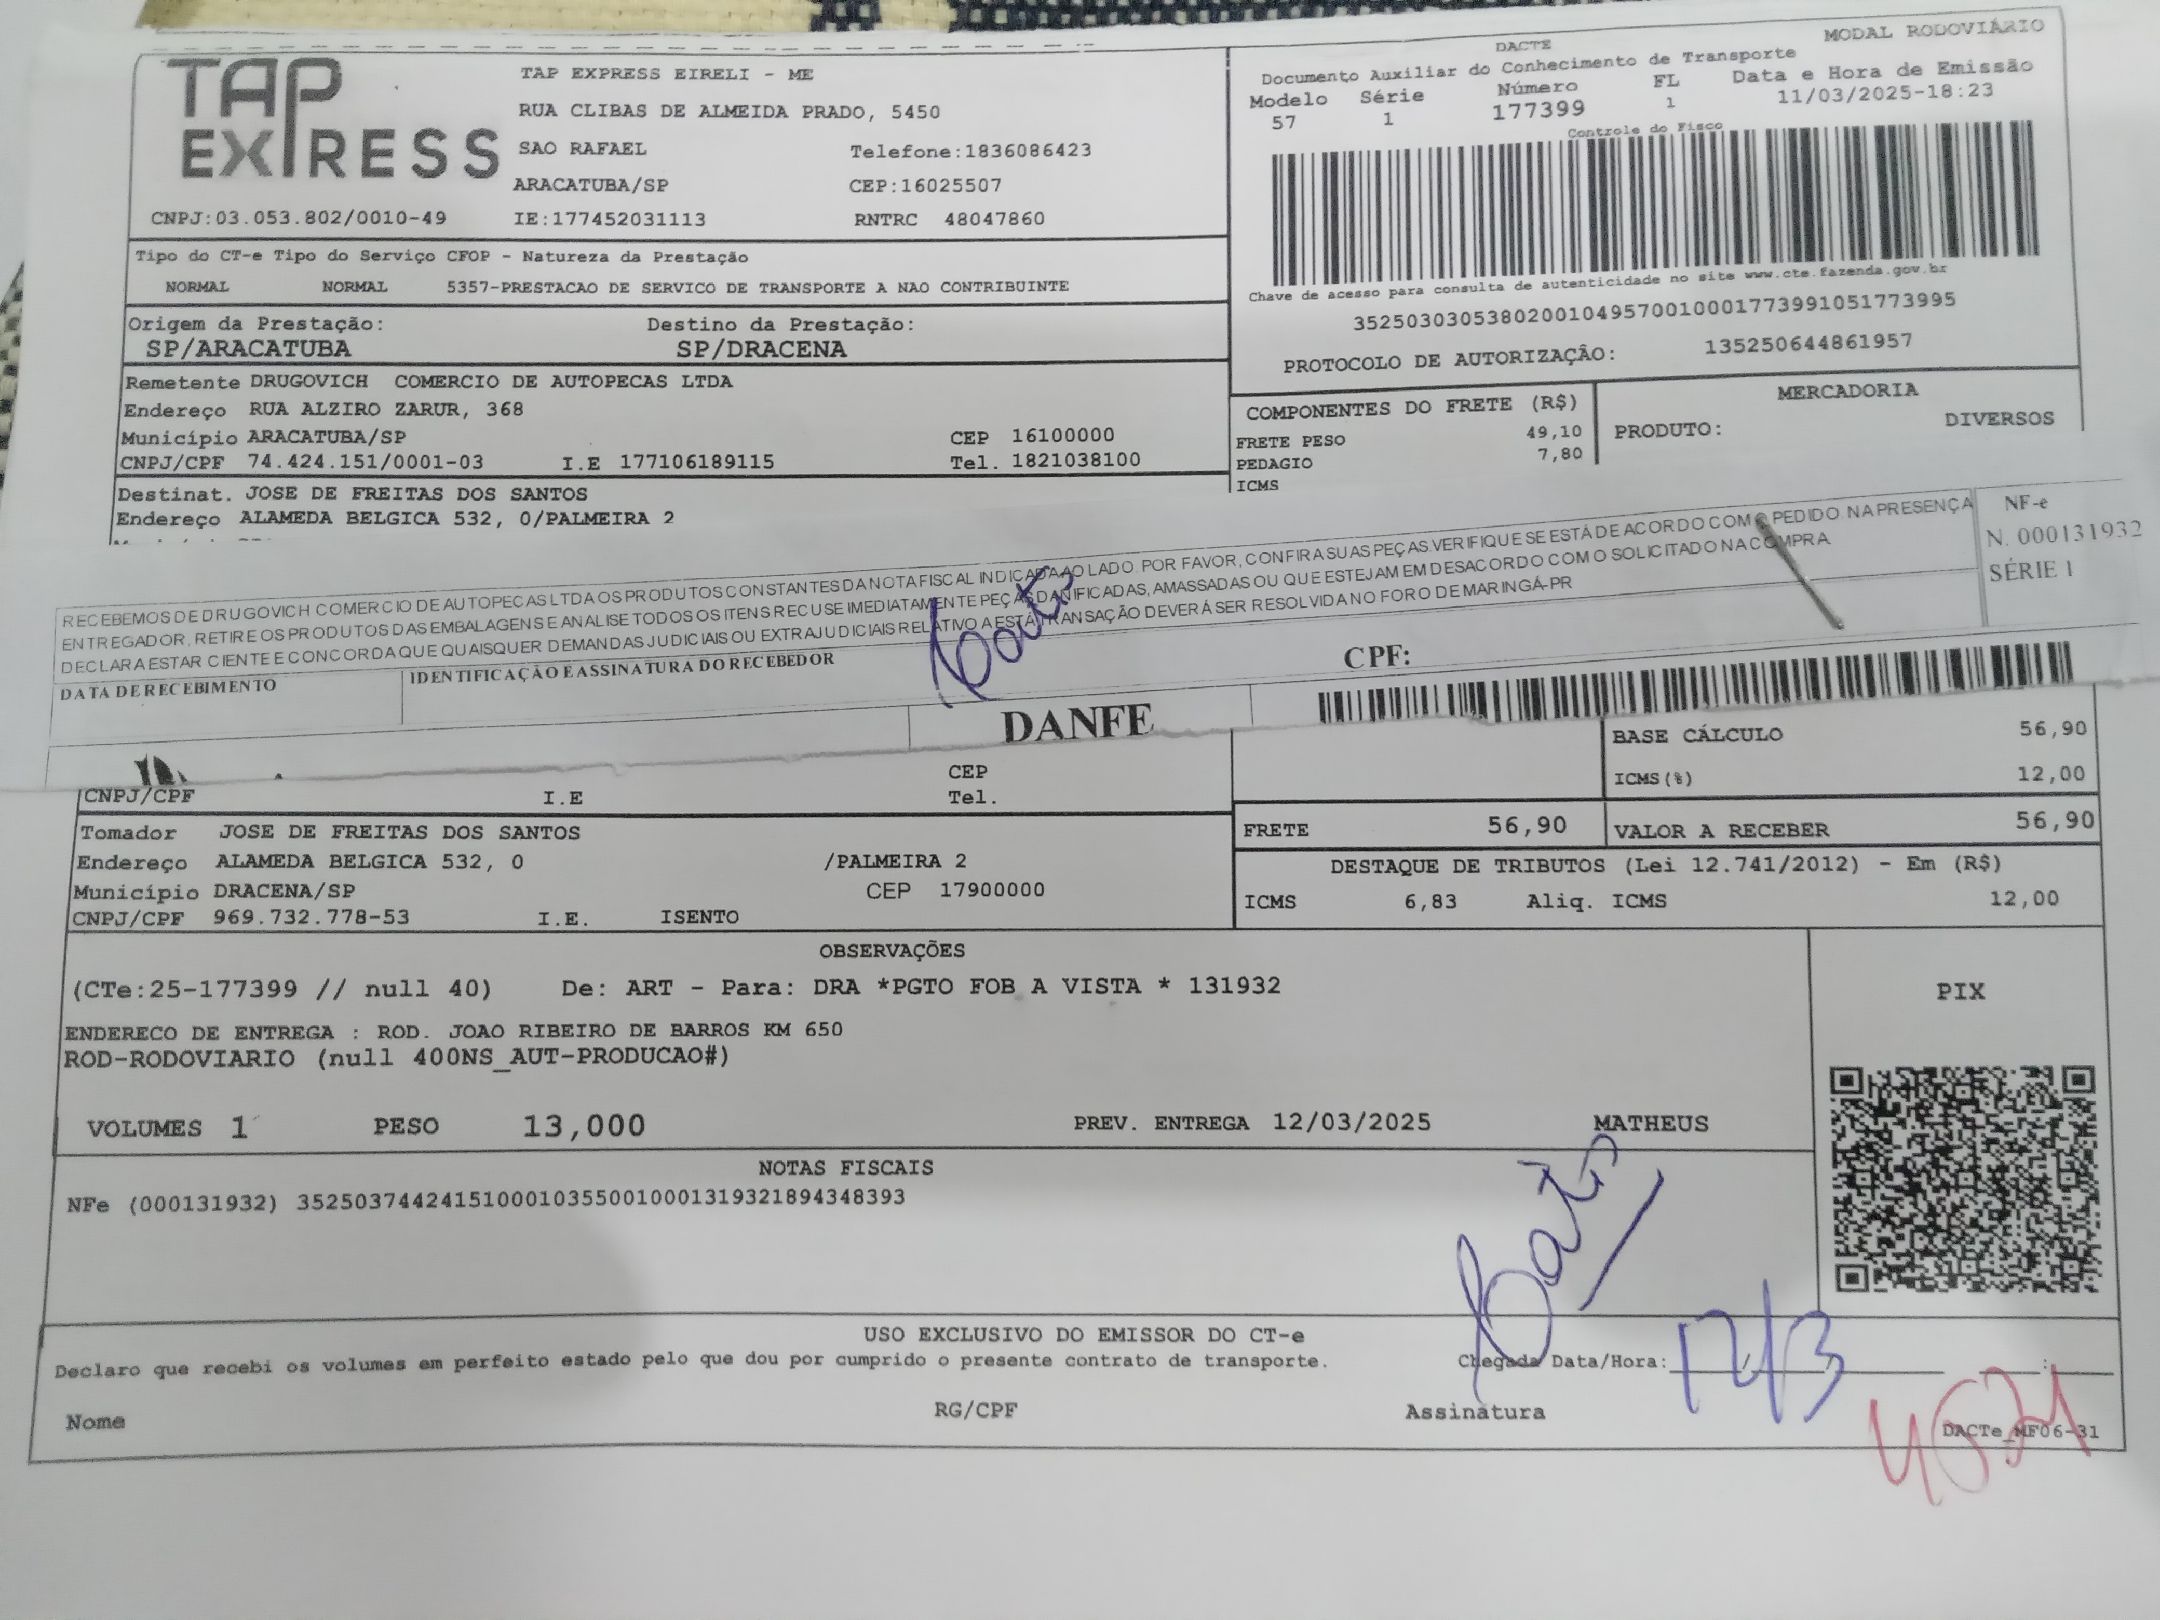 TAP EXPRESS
TAP EXPRESS EIRELI - ME
RUA CLIBAS DE ALMEIDA PRADO, 5450
SAO RAFAEL Telefone:1836086423
ARACATUBA/SP CEP:16025507
CNPJ:03.053.802/0010-49 IE:177452031113 RNTRC 48047860
MODAL RODOVIÁRIO
DACTE
Documento Auxiliar do Conhecimento de Transporte
Modelo Série Número FL Data e Hora de Emissão
57 1 177399 1 11/03/2025-18:23
Controle do Fisco
Chave de acesso para consulta de autenticidade no site www.cte.fazenda.gov.br
35250303053802001049570010001773991051773995
PROTOCOLO DE AUTORIZAÇÃO: 135250644861957
Tipo do CT-e Tipo do Serviço CFOP - Natureza da Prestação
NORMAL NORMAL 5357-PRESTACAO DE SERVICO DE TRANSPORTE A NAO CONTRIBUINTE
Origem da Prestação: Destino da Prestação:
SP/ARACATUBA SP/DRACENA
Remetente DRUGOVICH COMERCIO DE AUTOPECAS LTDA
Endereço RUA ALZIRO ZARUR, 368
Município ARACATUBA/SP CEP 16100000
CNPJ/CPF 74.424.151/0001-03 I.E 177106189115 Tel. 1821038100
COMPONENTES DO FRETE (R$)
FRETE PESO 49,10
PEDAGIO 7,80
ICMS
MERCADORIA
PRODUTO: DIVERSOS
Destinat. JOSE DE FREITAS DOS SANTOS
Endereço ALAMEDA BELGICA 532, 0/PALMEIRA 2
RECEBEMOS DE DRUGOVICH COMERCIO DE AUTOPECAS LTDA OS PRODUTOS CONSTANTES DA NOTA FISCAL INDICADA AO LADO. POR FAVOR, CONFIRA SUAS PEÇAS. VERIFIQUE SE ESTÁ DE ACORDO COM O PEDIDO. NA PRESENÇA
ENTREGADOR, RETIRE OS PRODUTOS DAS EMBALAGENS E ANALISE TODOS OS ITENS RECUSE IMEDIATAMENTE PEÇAS DANIFICADAS, AMASSADAS OU QUE ESTEJAM EM DESACORDO COM O SOLICITADO NA COMPRA.
DECLARA ESTAR CIENTE E CONCORDA QUE QUAISQUER DEMANDAS JUDICIAIS OU EXTRAJUDICIAIS RELATIVO A ESTÁ TRANSAÇÃO DEVERÁ SER RESOLVIDA NO FORO DE MARINGÁ-PR
NF-e
N. 000131932
SÉRIE 1
DATA DE RECEBIMENTO IDENTIFICAÇÃO E ASSINATURA DO RECEBEDOR CPF:
DANFE
CEP
CNPJ/CPF I.E Tel.
BASE CÁLCULO 56,90
ICMS(%) 12,00
Tomador JOSE DE FREITAS DOS SANTOS
Endereço ALAMEDA BELGICA 532, 0 /PALMEIRA 2
Município DRACENA/SP CEP 17900000
CNPJ/CPF 969.732.778-53 I.E. ISENTO
FRETE 56,90 VALOR A RECEBER 56,90
DESTAQUE DE TRIBUTOS (Lei 12.741/2012) - Em (R$)
ICMS 6,83 Aliq. ICMS 12,00
OBSERVAÇÕES
(CTe:25-177399 // null 40) De: ART - Para: DRA *PGTO FOB A VISTA * 131932
ENDERECO DE ENTREGA : ROD. JOAO RIBEIRO DE BARROS KM 650
ROD-RODOVIARIO (null 400NS_AUT-PRODUCAO#)
PIX
VOLUMES 1 PESO 13,000 PREV. ENTREGA 12/03/2025 MATHEUS
NOTAS FISCAIS
NFe (000131932) 35250374424151000103550010001319321894348393
USO EXCLUSIVO DO EMISSOR DO CT-e
Declaro que recebi os volumes em perfeito estado pelo que dou por cumprido o presente contrato de transporte. Chegada Data/Hora: 12/3
Nome RG/CPF Assinatura
DACTe_MF06-31